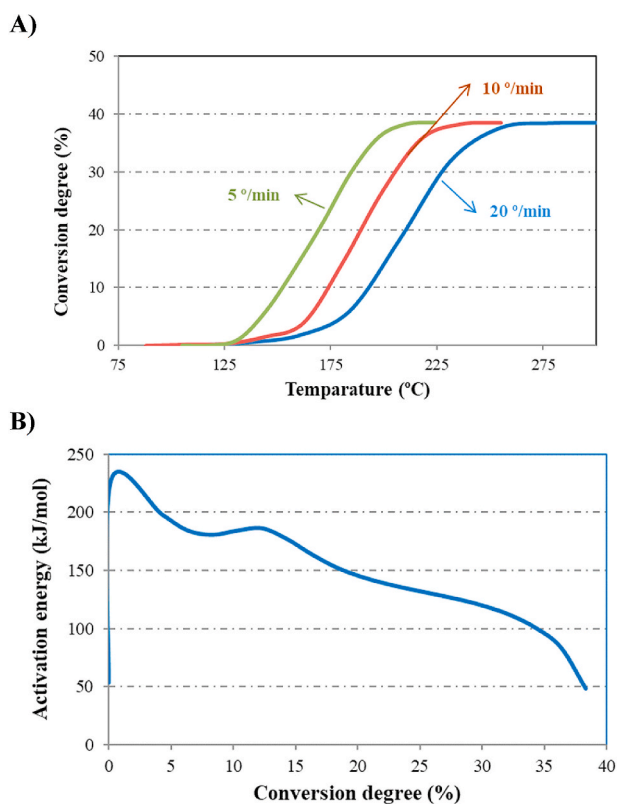 A)
50
40
30
20
10
0
Conversion degree (%)
10 º/min
5 º/min
20 º/min
75
125
175
225
275
Temparature (ºC)
B)
250
200
150
100
50
0
Activation energy (kJ/mol)
0
5
10
15
20
25
30
35
40
Conversion degree (%)